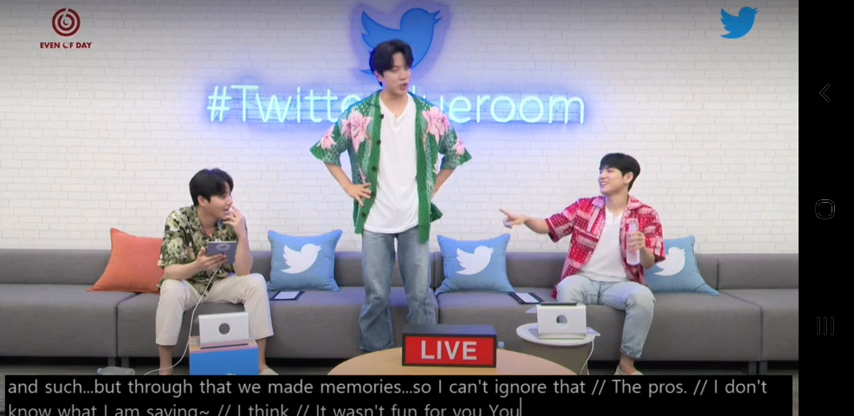 EVEN OF DAY
#TwitterBlueroom
LIVE
and such...but through that we made memories...so I can't ignore that // The pros. // I don't
know what I am saying~ // I think // It wasn't fun for you You